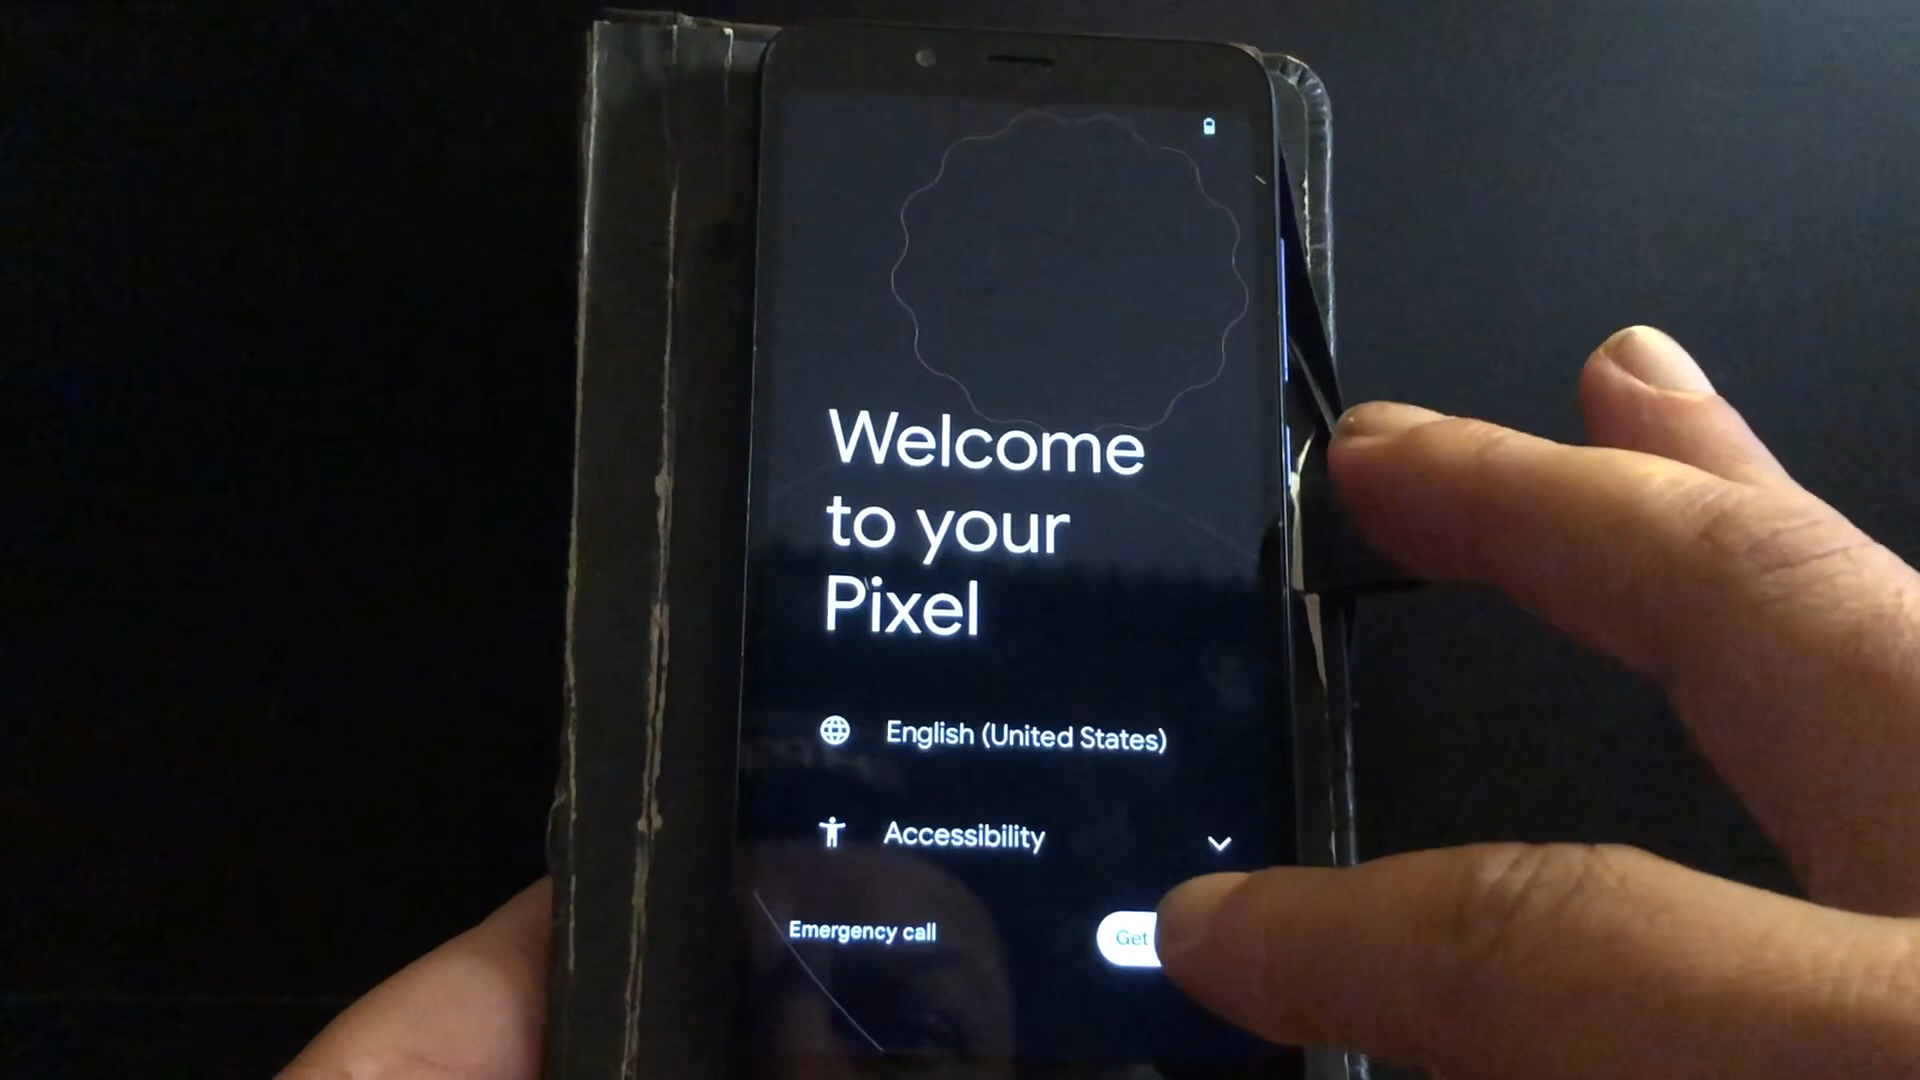 Welcome
to your
Pixel
English (United States)
Accessibility
Emergency call
Get